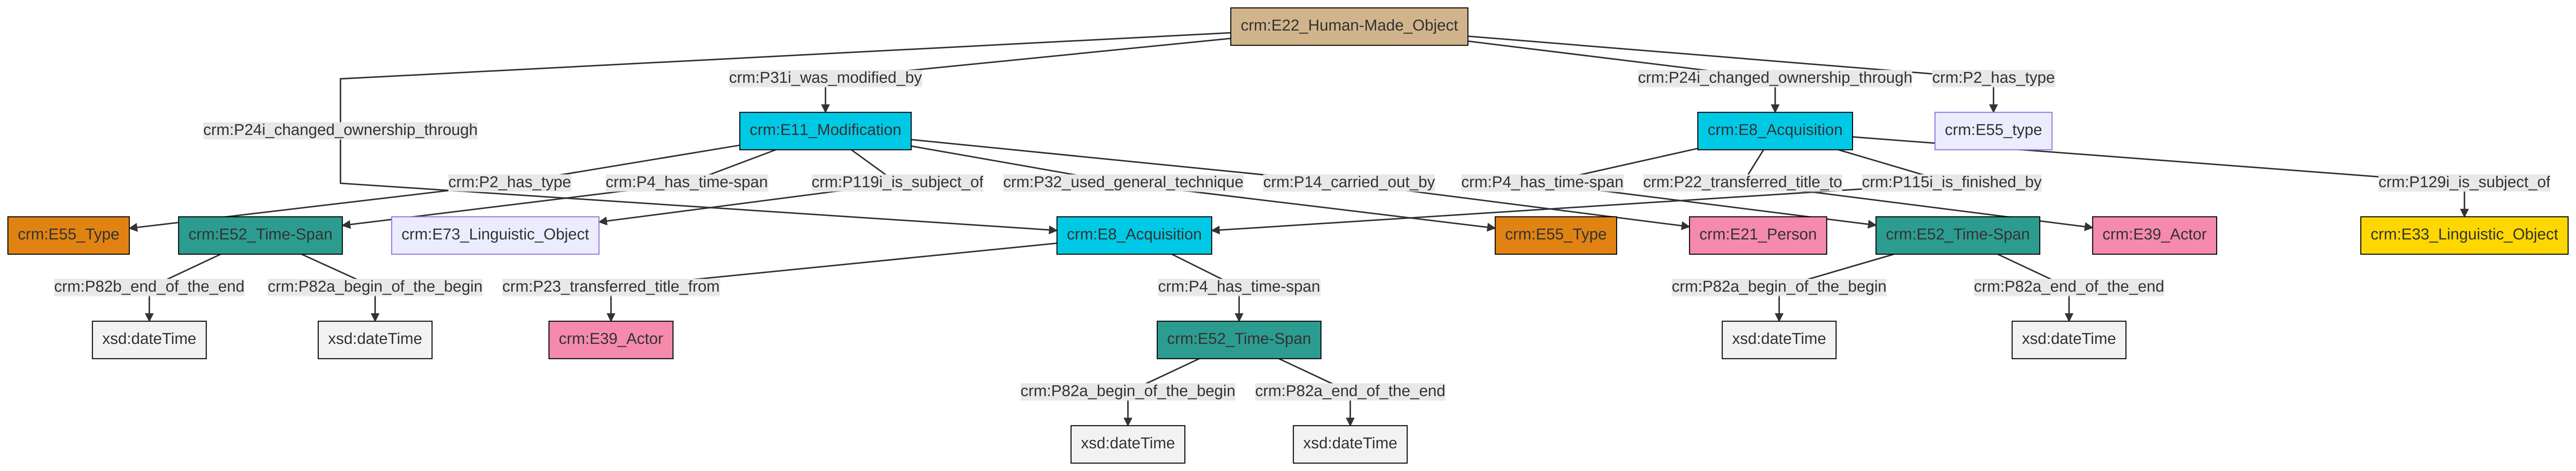 crm:E22_Human-Made_Object
crm:P31i_was_modified_by
crm:P24i_changed_ownership_through
crm:P2_has_type
crm:P24i_changed_ownership_through
crm:E11_Modification
crm:E8_Acquisition
crm:E55_type
crm:P2_has_type
crm:P4_has_time-span
crm:P119i_is_subject_of
crm:P32_used_general_technique
crm:P14_carried_out_by
crm:P4_has_time-span
crm:P22_transferred_title_to
crm:P115i_is_finished_by
crm:P129i_is_subject_of
crm:E55_Type
crm:E52_Time-Span
crm:E73_Linguistic_Object
crm:E8_Acquisition
crm:E55_Type
crm:E21_Person
crm:E52_Time-Span
crm:E39_Actor
crm:E33_Linguistic_Object
crm:P82b_end_of_the_end
crm:P82a_begin_of_the_begin
crm:P23_transferred_title_from
crm:P4_has_time-span
crm:P82a_begin_of_the_begin
crm:P82a_end_of_the_end
xsd:dateTime
xsd:dateTime
crm:E39_Actor
crm:E52_Time-Span
xsd:dateTime
xsd:dateTime
crm:P82a_begin_of_the_begin
crm:P82a_end_of_the_end
xsd:dateTime
xsd:dateTime